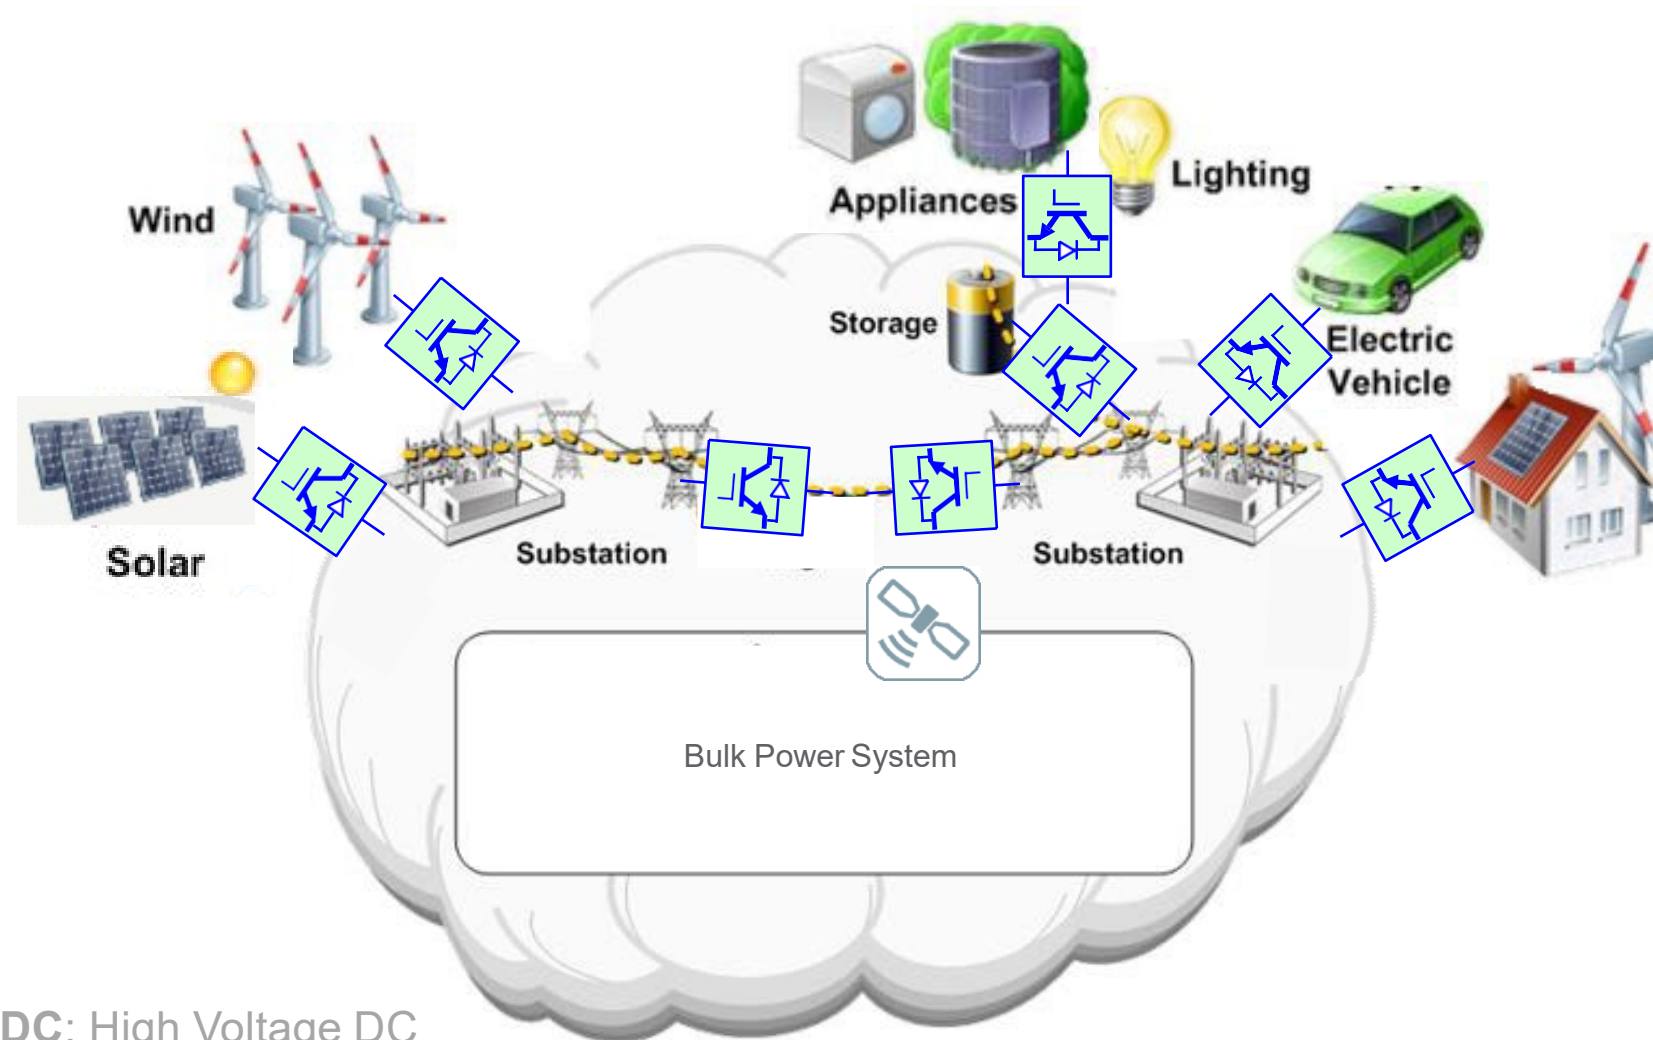 Lighting
Appliances
Wind
Storage
Electric
Vehicle
Solar
Substation
Substation
Bulk Power System
DC: High Voltage DC